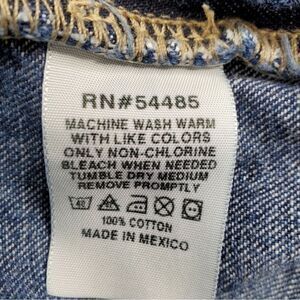 RN#54485
MACHINE WASH WARM
WITH LIKE COLORS
ONLY NON-CHLORINE
BLEACH WHEN NEEDED
TUMBLE DRY MEDIUM
REMOVE PROMPTLY
40
100% COTTON
MADE IN MEXICO